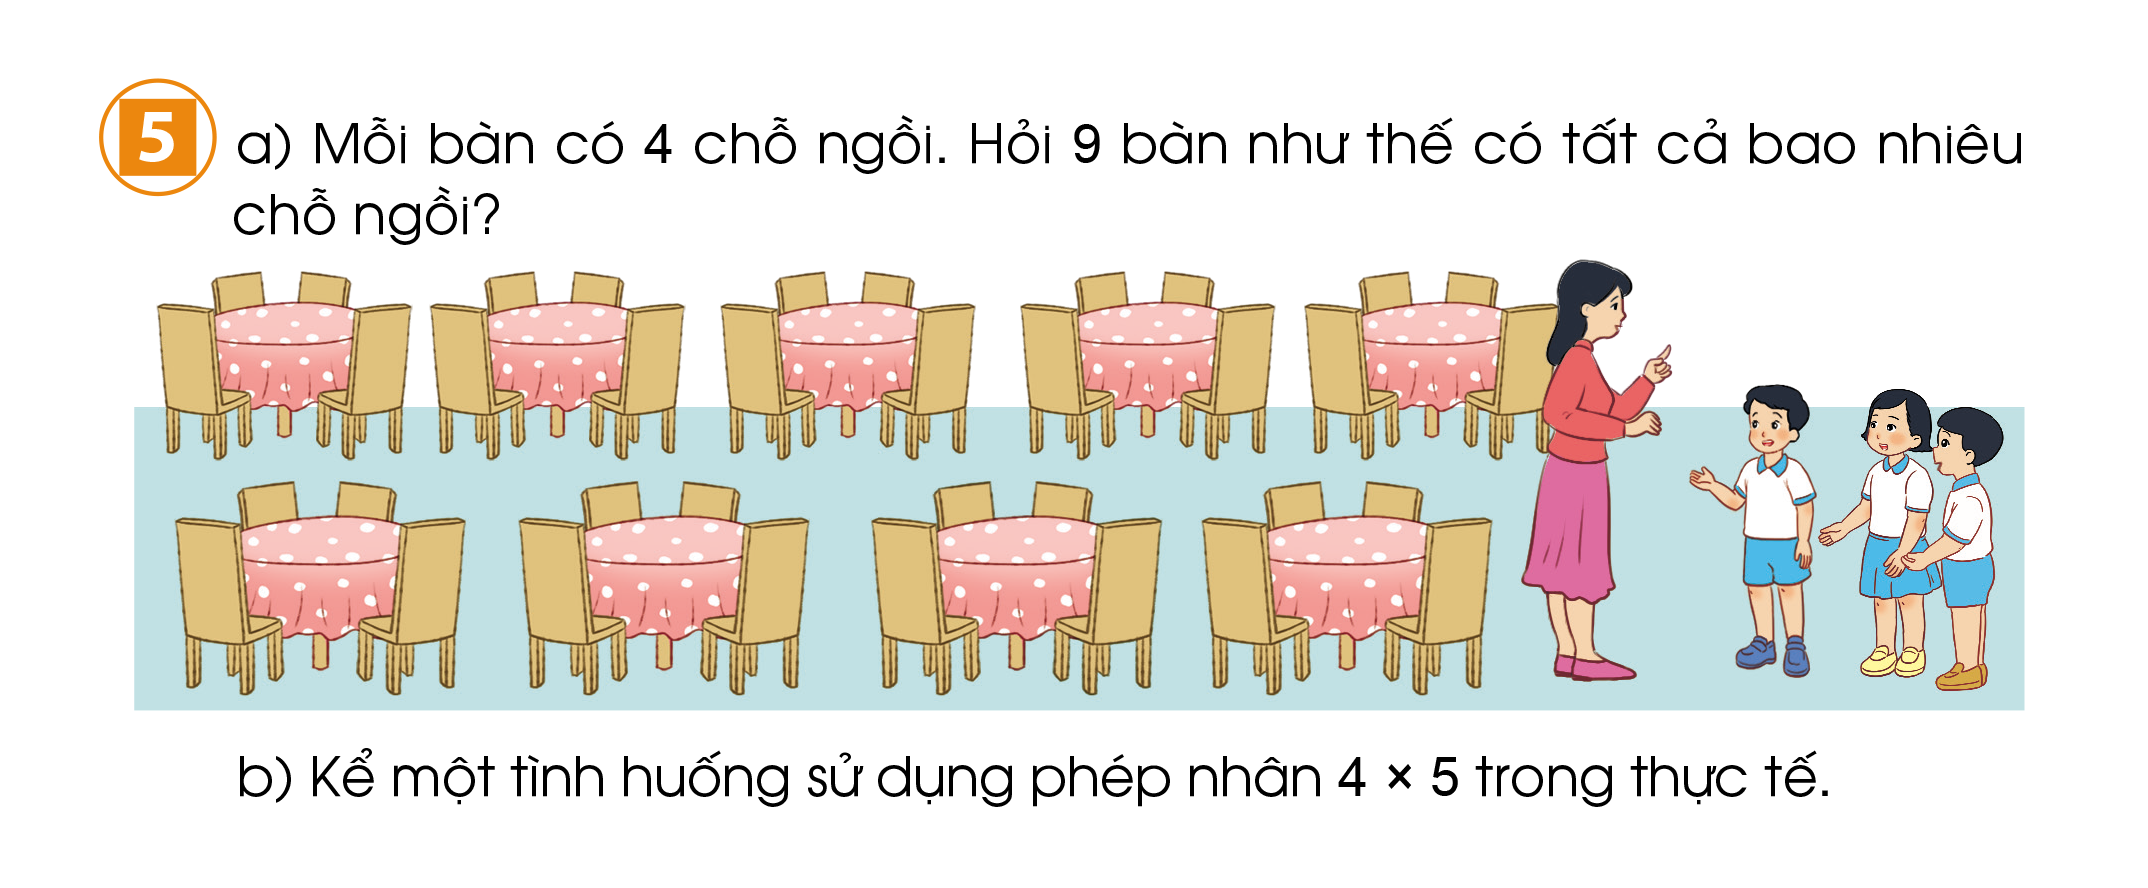 5 a) Mỗi bàn có 4 chỗ ngồi. Hỏi 9 bàn như thế có tất cả bao nhiêu
chỗ ngồi?
b) Kể một tình huống sử dụng phép nhân 4 × 5 trong thực tế.